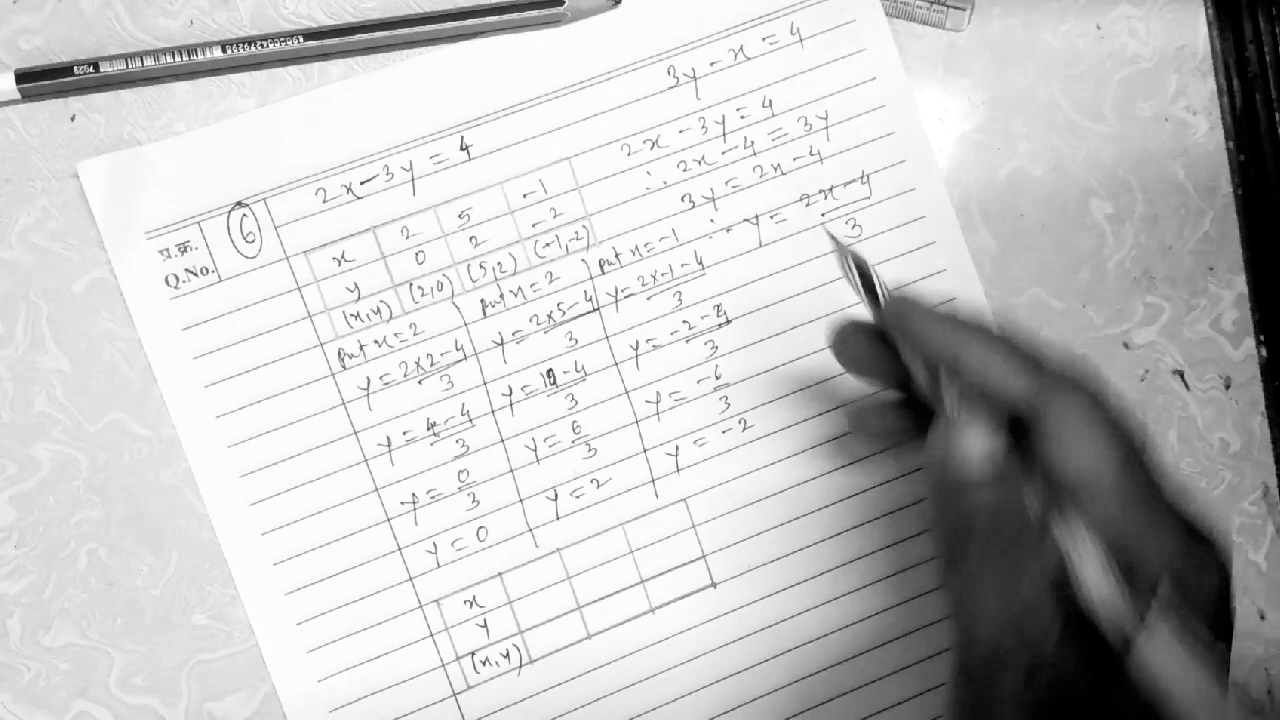 7929 4902064279298
2x-3y=4
3y-x=4
प्र.क्र.
Q.No.
6
x 2 5 -1
y 0 2 -2
(x,y) (2,0) (5,2) (-1,-2)
2x-3y=4
∴ 2x-4=3y
3y=2x-4
∴ y=2x-4/3
put x=2
y=2×2-4/3
y=4-4/3
y=0/3
y=0
put x=2
y=2×5-4/3
y=10-4/3
y=6/3
y=2
put x=-1
y=2×-1-4/3
y=-2-4/3
y=-6/3
y=-2
x
y
(x,y)